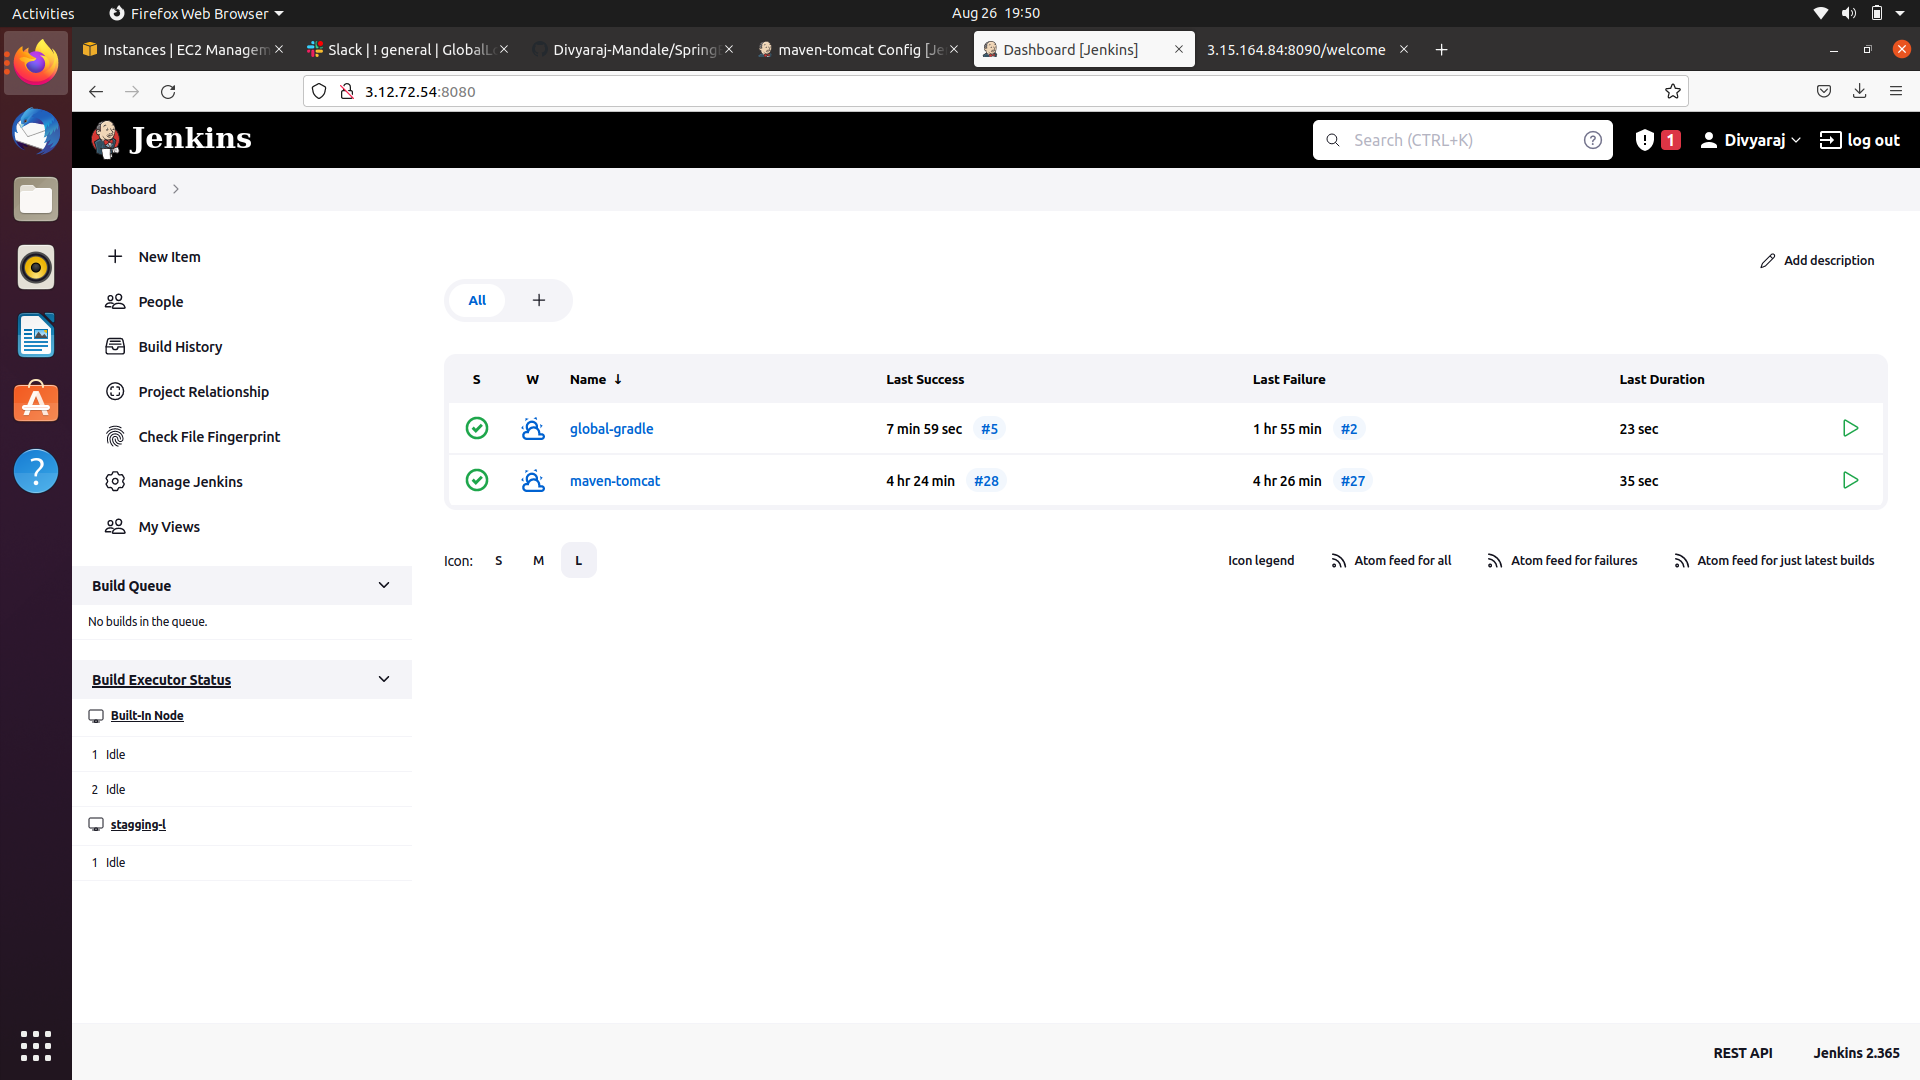 Activities
Firefox Web Browser
Aug 26 19:50
Instances | EC2 Managem
Slack | ! general | GlobalL
Divyaraj-Mandale/Spring
maven-tomcat Config [Je
Dashboard [Jenkins]
3.15.164.84:8090/welcome
3.12.72.54:8080
Jenkins
Search (CTRL+K)
1
Divyaraj
log out
Dashboard
New Item
People
Build History
Project Relationship
Check File Fingerprint
Manage Jenkins
My Views
Add description
All +
S W Name ↓ Last Success Last Failure Last Duration
global-gradle 7 min 59 sec #5 1 hr 55 min #2 23 sec
maven-tomcat 4 hr 24 min #28 4 hr 26 min #27 35 sec
Icon: S M L
Icon legend
Atom feed for all
Atom feed for failures
Atom feed for just latest builds
Build Queue
No builds in the queue.
Build Executor Status
Built-In Node
1 Idle
2 Idle
stagging-l
1 Idle
REST API
Jenkins 2.365